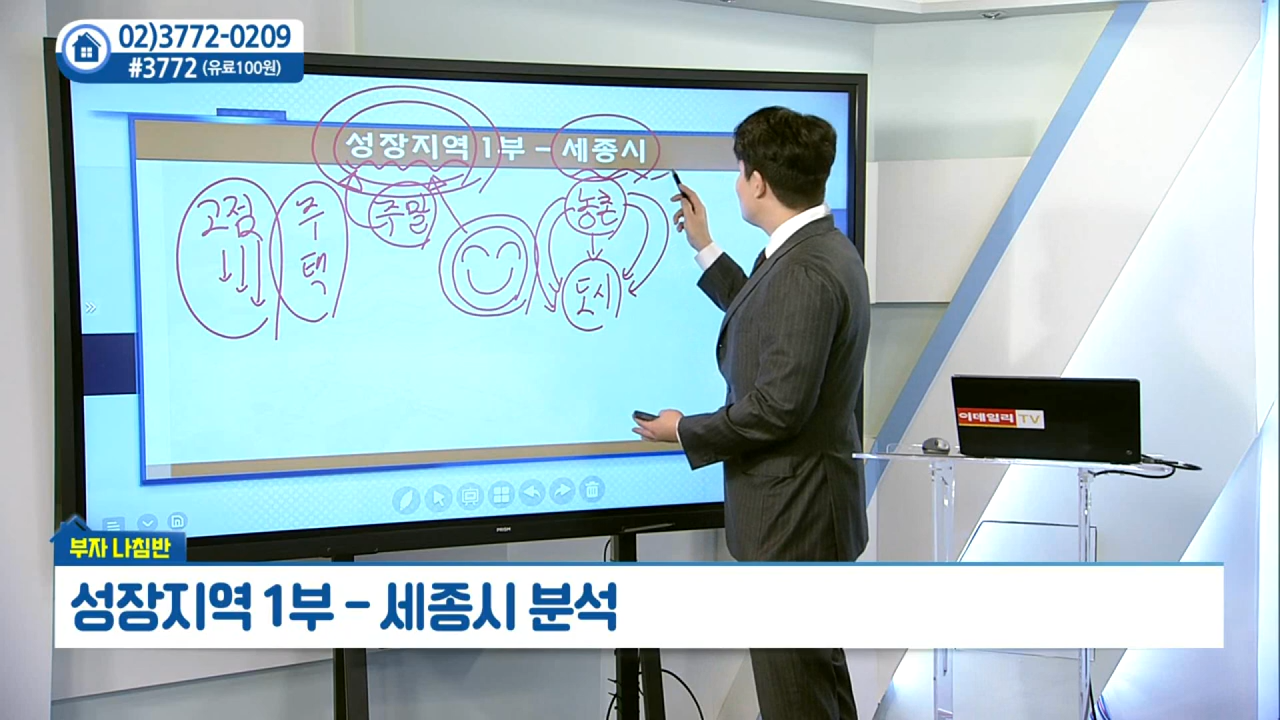 02)3772-0209
#3772 (유료100원)
성장지역 1부 - 세종시
고점
주택
주말
농촌
도시
이데일리 TV
PRISM
부자 나침반
성장지역 1부 - 세종시 분석